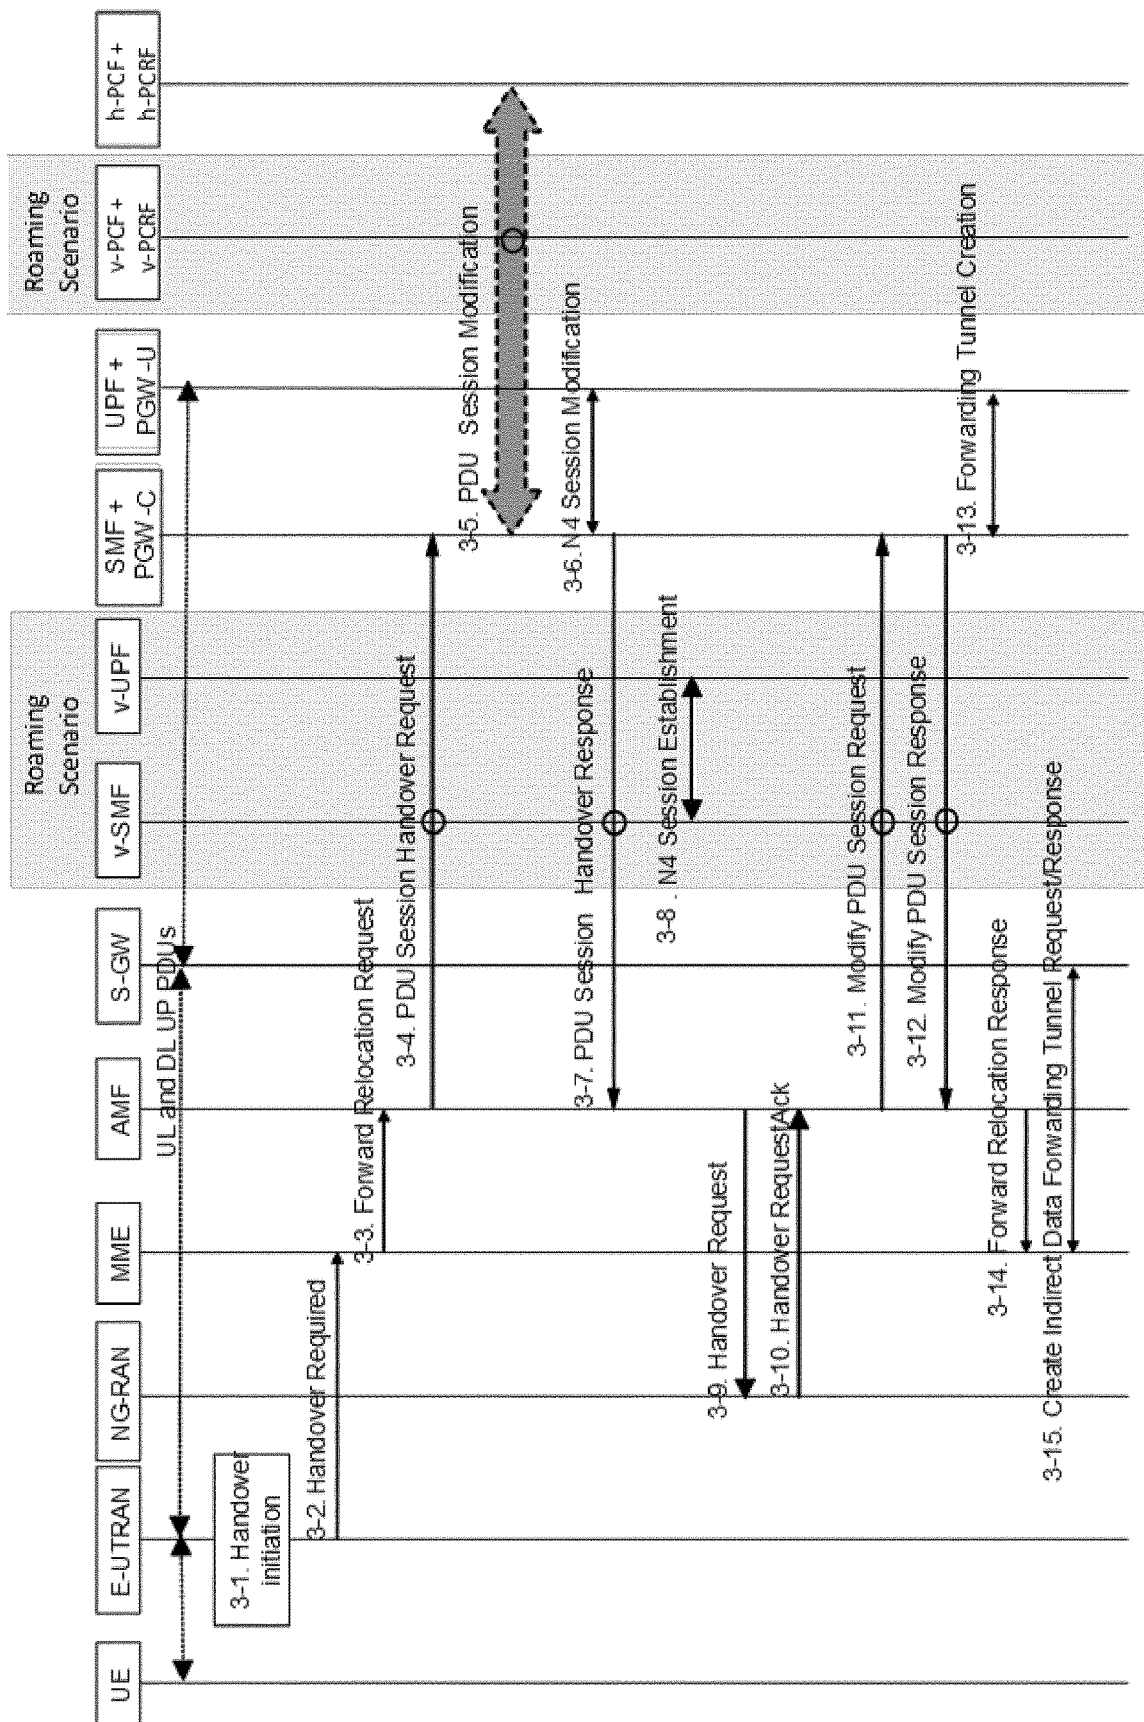 Roaming
Scenario
Roaming
Scenario
UE
E-UTRAN
NG-RAN
MME
AMF
S-GW
v-SMF
v-UPF
SMF +
PGW-C
UPF +
PGW-U
v-PCF +
v-PCRF
h-PCF +
h-PCRF
UL and DL UP PDUs
3-1. Handover
initiation
3-2. Handover Required
3-3. Forward Relocation Request
3-4. PDU Session Handover Request
3-5. PDU Session Modification
3-6. N4 Session Modification
3-7. PDU Session Handover Response
3-8 . N4 Session Establishment
3-9. Handover Request
3-10. Handover RequestAck
3-11. Modify PDU Session Request
3-12. Modify PDU Session Response
3-13. Forwarding Tunnel Creation
3-14. Forward Relocation Response
3-15. Create Indirect Data Forwarding Tunnel Request/Response